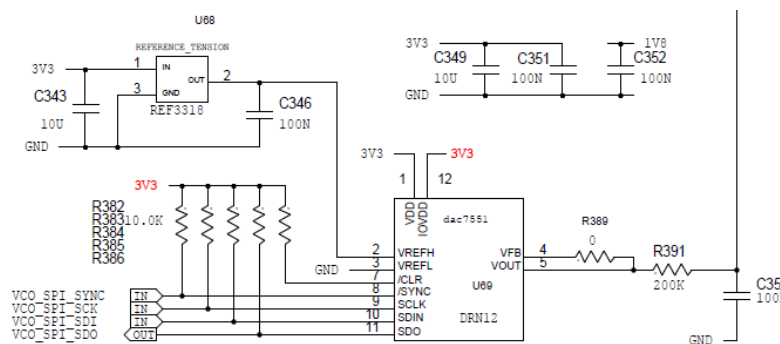 U68
REFERENCE_TENSION
3V3
1
IN
OUT
2
3
GND
REF3318
C343
10U
C346
100N
GND
3V3
1V8
C349
C351
C352
10U
100N
100N
GND
3V3
3V3
1
12
VDD
IOVDD
dac7551
3V3
R382
R383
10.0K
R384
R385
R386
R389
0
R391
200K
2
VREFH
VFB
4
GND
3
VREFL
VOUT
5
7
/CLR
U69
VCO_SPI_SYNC
IN
8
/SYNC
VCO_SPI_SCK
IN
9
SCLK
VCO_SPI_SDI
IN
10
SDIN
DRN12
VCO_SPI_SDO
OUT
11
SDO
GND